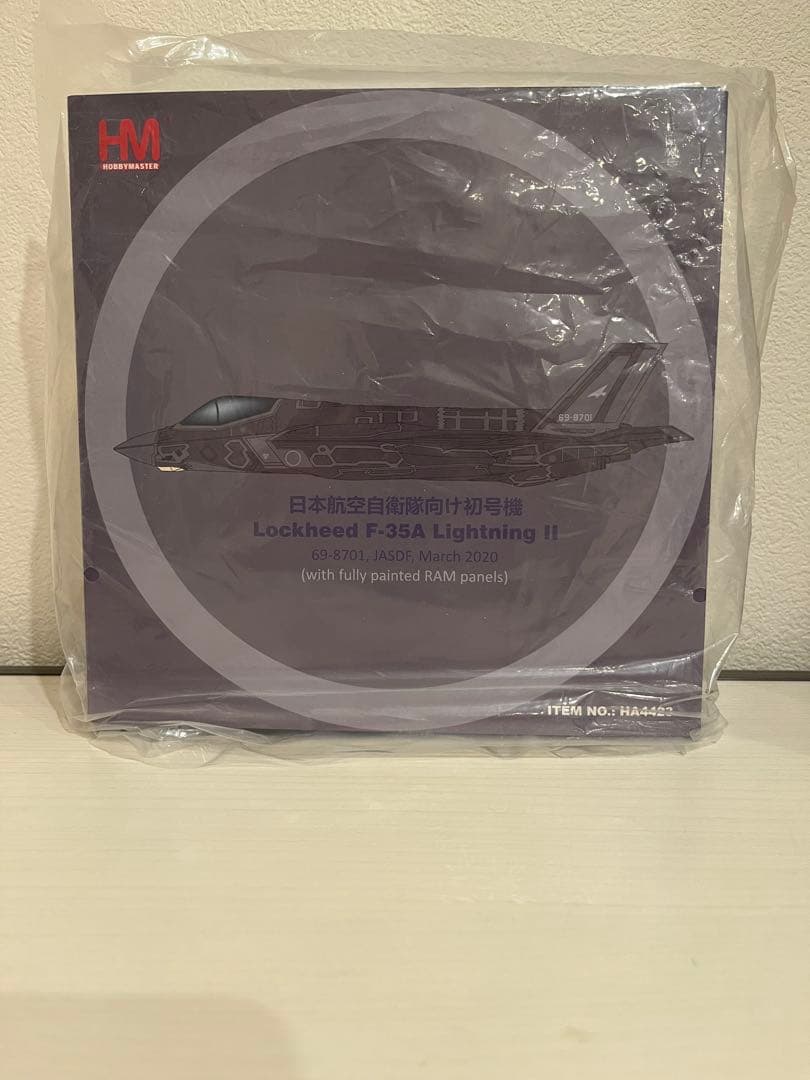 HM
HOBBYMASTER
69-8701
日本航空自衛隊向け初号機
Lockheed F-35A Lightning II
69-8701, JASDF, March 2020
(with fully painted RAM panels)
ITEM NO.: HA4423